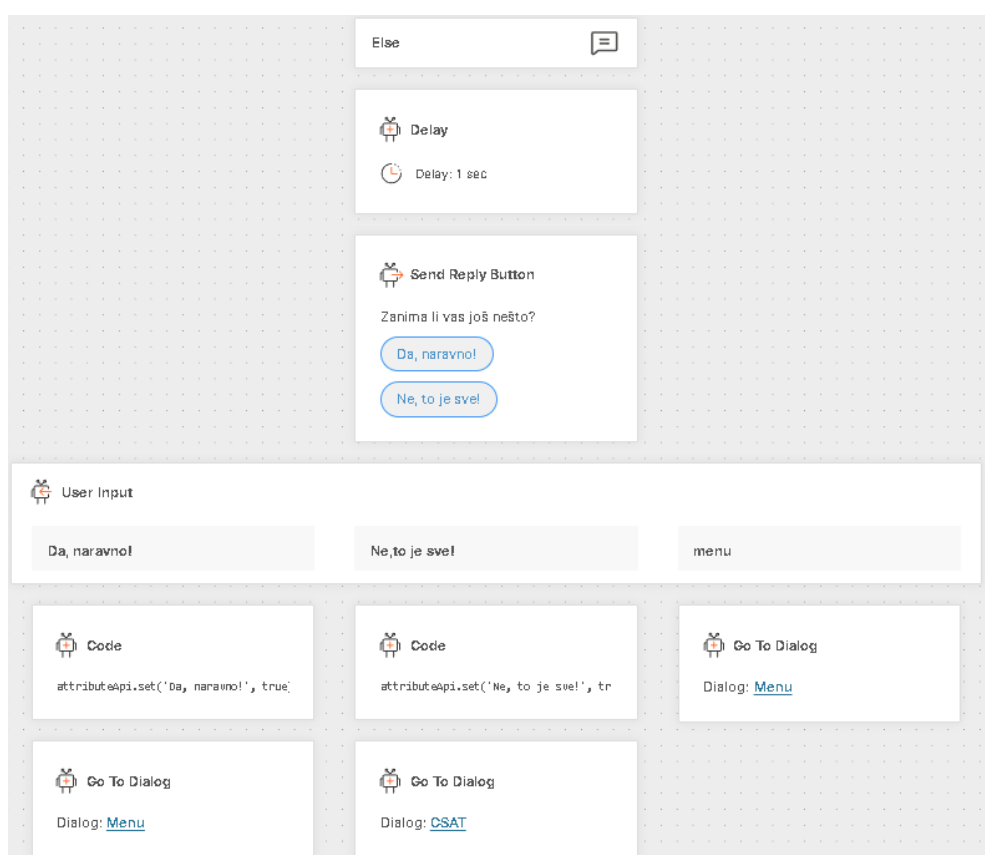 Else
Delay
Delay: 1 sec
Send Reply Button
Zanima li vas još nešto?
Da, naravno!
Ne, to je sve!
User Input
Da, naravno!
Ne,to je sve!
menu
Code
attributeApi.set('Da, naravno!', true)
Code
attributeApi.set('Ne, to je sve!', tr
Go To Dialog
Dialog: Menu
Go To Dialog
Dialog: Menu
Go To Dialog
Dialog: CSAT